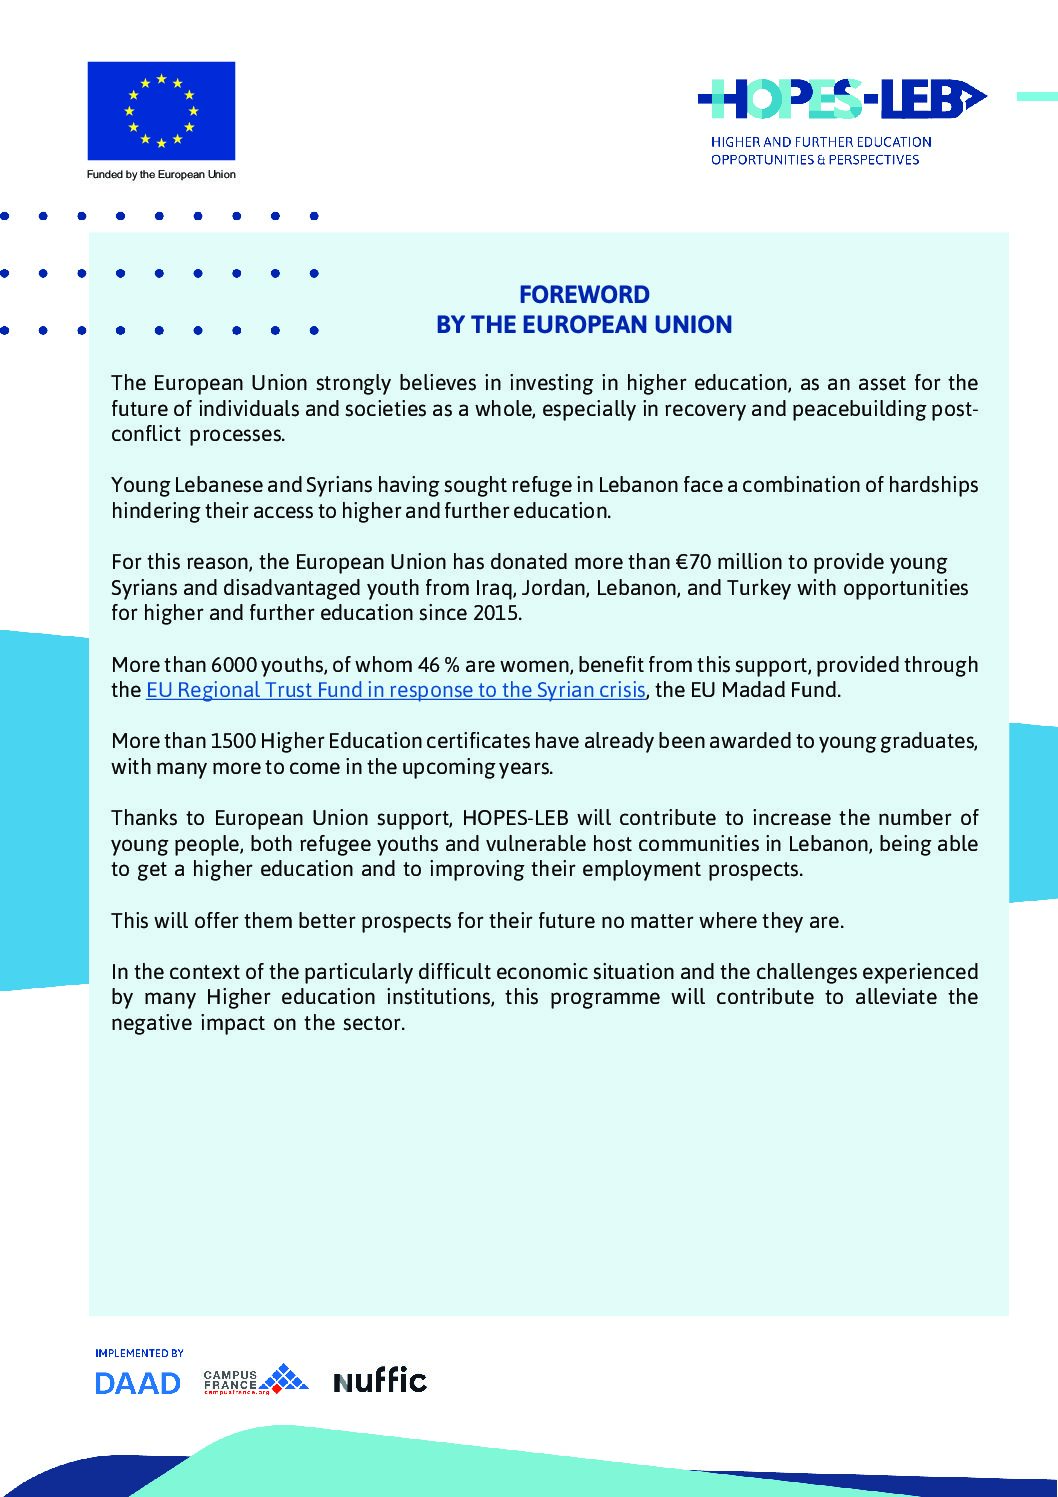 Funded by the European Union
HOPES-LEB
HIGHER AND FURTHER EDUCATION
OPPORTUNITIES & PERSPECTIVES
FOREWORD
BY THE EUROPEAN UNION
The European Union strongly believes in investing in higher education, as an asset for the
future of individuals and societies as a whole, especially in recovery and peacebuilding post-
conflict processes.
Young Lebanese and Syrians having sought refuge in Lebanon face a combination of hardships
hindering their access to higher and further education.
For this reason, the European Union has donated more than €70 million to provide young
Syrians and disadvantaged youth from Iraq, Jordan, Lebanon, and Turkey with opportunities
for higher and further education since 2015.
More than 6000 youths, of whom 46 % are women, benefit from this support, provided through
the EU Regional Trust Fund in response to the Syrian crisis, the EU Madad Fund.
More than 1500 Higher Education certificates have already been awarded to young graduates,
with many more to come in the upcoming years.
Thanks to European Union support, HOPES-LEB will contribute to increase the number of
young people, both refugee youths and vulnerable host communities in Lebanon, being able
to get a higher education and to improving their employment prospects.
This will offer them better prospects for their future no matter where they are.
In the context of the particularly difficult economic situation and the challenges experienced
by many Higher education institutions, this programme will contribute to alleviate the
negative impact on the sector.
IMPLEMENTED BY
DAAD
CAMPUS
FRANCE
campusfrance.org
Nuffic